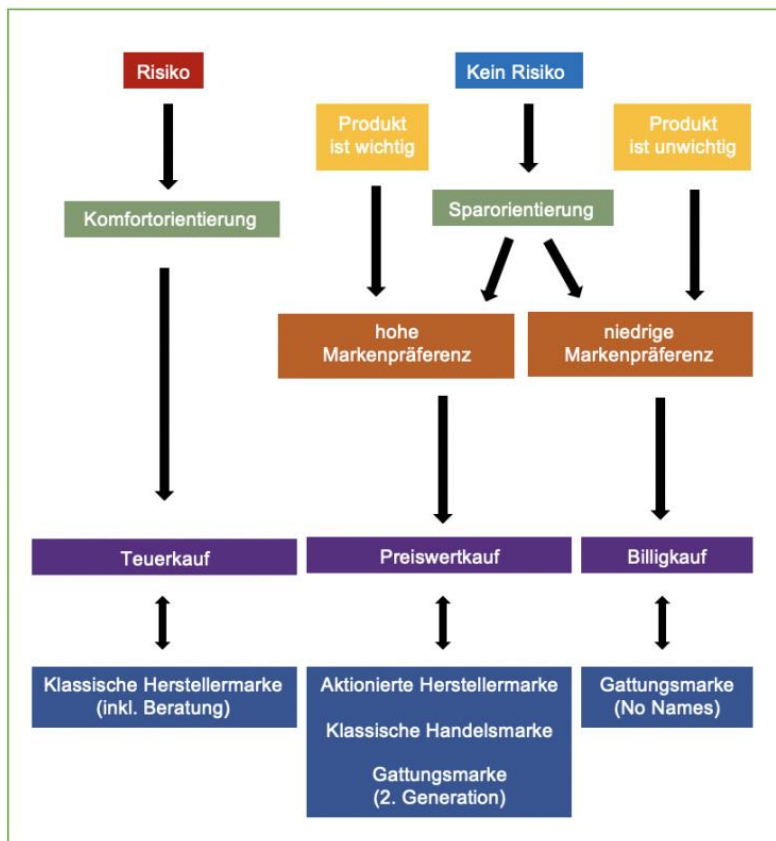 Risiko
Kein Risiko
Produkt
ist wichtig
Produkt
ist unwichtig
Komfortorientierung
Sparorientierung
hohe
Markenpräferenz
niedrige
Markenpräferenz
Teuerkauf
Preiswertkauf
Billigkauf
Klassische Herstellermarke
(inkl. Beratung)
Aktionierte Herstellermarke
Klassische Handelsmarke
Gattungsmarke
(2. Generation)
Gattungsmarke
(No Names)